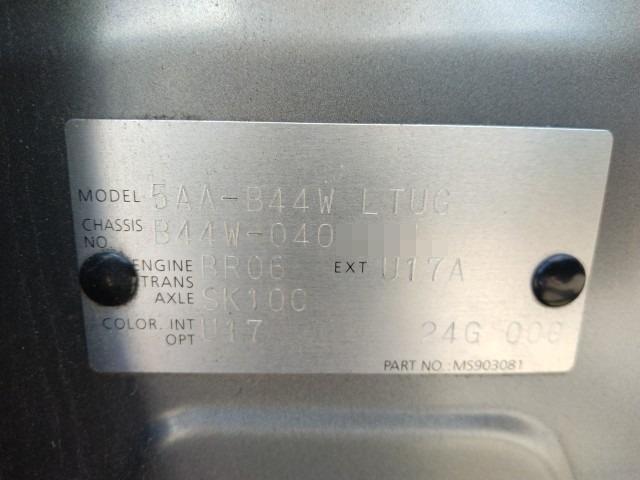 MODEL 5AA-B44W LTUG
CHASSIS NO. B44W-040
ENGINE BR06 EXT U17A
TRANS AXLE SK100
COLOR. INT U17
OPT 24G 008
PART NO.:MS903081